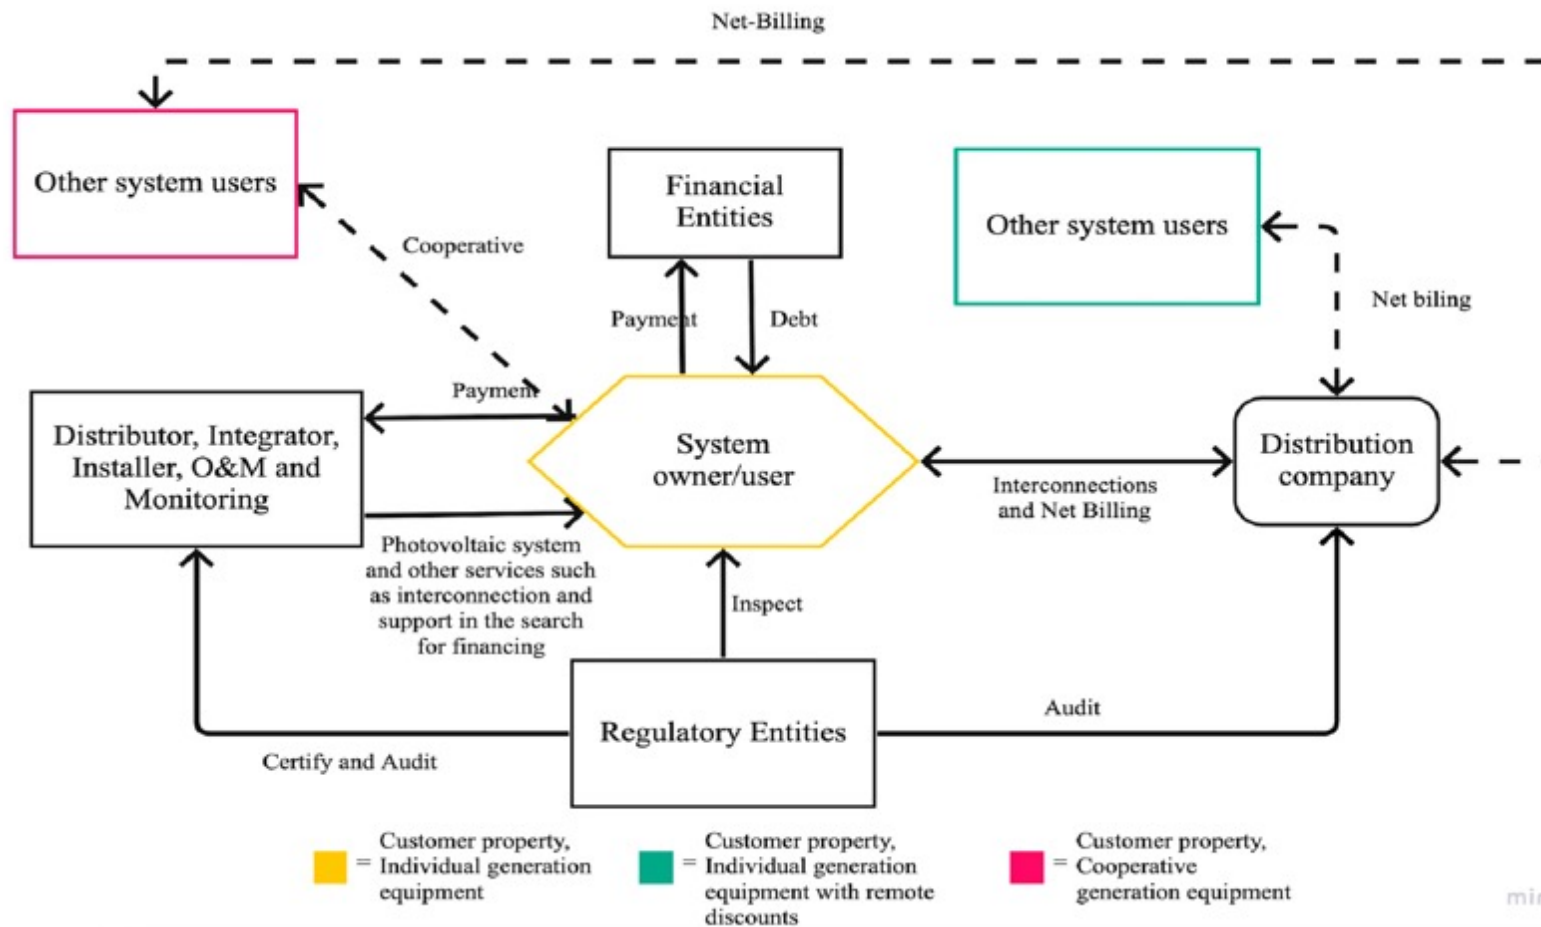 Net-Billing
Other system users
Financial
Entities
Other system users
Cooperative
Net biling
Payment
Debt
Payment
Distributor, Integrator,
Installer, O&M and
Monitoring
System
owner/user
Distribution
company
Interconnections
and Net Billing
Photovoltaic system
and other services such
as interconnection and
support in the search
for financing
Inspect
Regulatory Entities
Audit
Certify and Audit
= Customer property,
Individual generation
equipment
= Customer property,
Individual generation
equipment with remote
discounts
= Customer property,
Cooperative
generation equipment